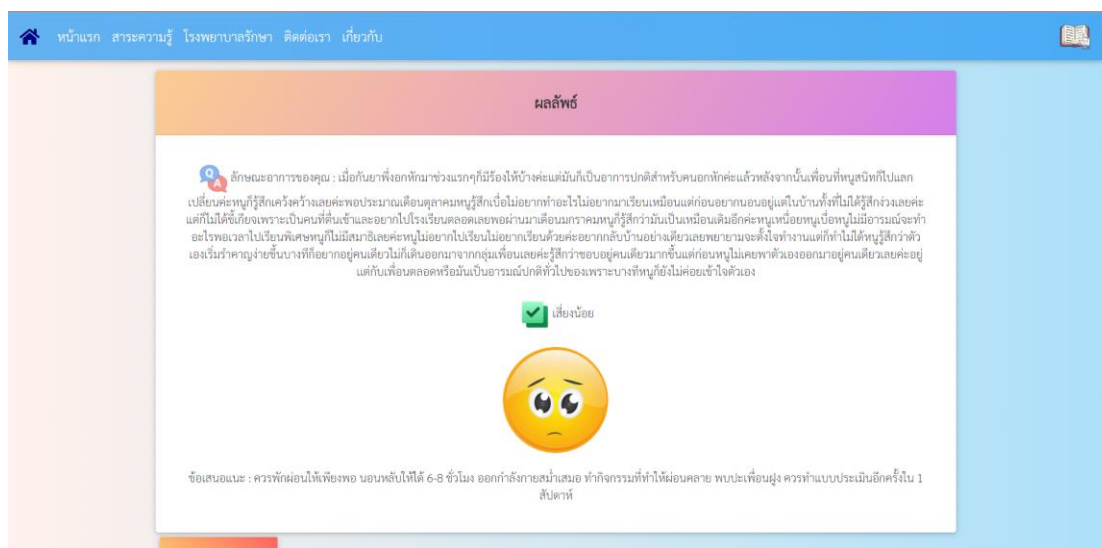 หน้าแรก สาระความรู้ โรงพยาบาลรักษา ติดต่อเรา เกี่ยวกับ
ผลลัพธ์
Q A ลักษณะอาการของคุณ : เมื่อกันยาพึ่งอกหักมาช่วงแรกๆก็มีร้องให้บ้างค่ะแต่มันก็เป็นอาการปกติสำหรับคนอกหักค่ะแล้วหลังจากนั้นเพื่อนที่หนูสนิทก็ไปแลก
เปลี่ยนค่ะหนูก็รู้สึกเคว้งคว้างเลยค่ะพอประมาณเดือนตุลาคมหนูรู้สึกเบื่อไม่อยากทำอะไรไม่อยากมาเรียนเหมือนแต่ก่อนอยากนอนอยู่แต่ในบ้านทั้งที่ไม่ได้รู้สึกง่วงเลยค่ะ
แต่ก็ไม่ได้ขี้เกียจเพราะเป็นคนที่ตื่นเช้าและอยากไปโรงเรียนตลอดเลยพอผ่านมาเดือนมกราคมหนูก็รู้สึกว่ามันเป็นเหมือนเดิมอีกค่ะหนูเหนื่อยหนูเบื่อหนูไม่มีอารมณ์จะทำ
อะไรพอเวลาไปเรียนพิเศษหนูก็ไม่มีสมาธิเลยค่ะหนูไม่อยากไปเรียนไม่อยากเรียนด้วยค่ะอยากกลับบ้านอย่างเดียวเลยพยายามจะตั้งใจทำงานแต่ก็ทำไม่ได้หนูรู้สึกว่าตัว
เองเริ่มรำคาญง่ายขึ้นบางทีก็อยากอยู่คนเดียวไม่ก็เดินออกมาจากกลุ่มเพื่อนเลยค่ะรู้สึกว่าชอบอยู่คนเดียวมากขึ้นแต่ก่อนหนูไม่เคยพาตัวเองออกมาอยู่คนเดียวเลยค่ะอยู่
แต่กับเพื่อนตลอดหรือมันเป็นอารมณ์ปกติทั่วไปของเพราะบางทีหนูก็ยังไม่ค่อยเข้าใจตัวเอง
เสี่ยงน้อย
ข้อเสนอแนะ : ควรพักผ่อนให้เพียงพอ นอนหลับให้ได้ 6-8 ชั่วโมง ออกกำลังกายสม่ำเสมอ ทำกิจกรรมที่ทำให้ผ่อนคลาย พบปะเพื่อนฝูง ควรทำแบบประเมินอีกครั้งใน 1
สัปดาห์